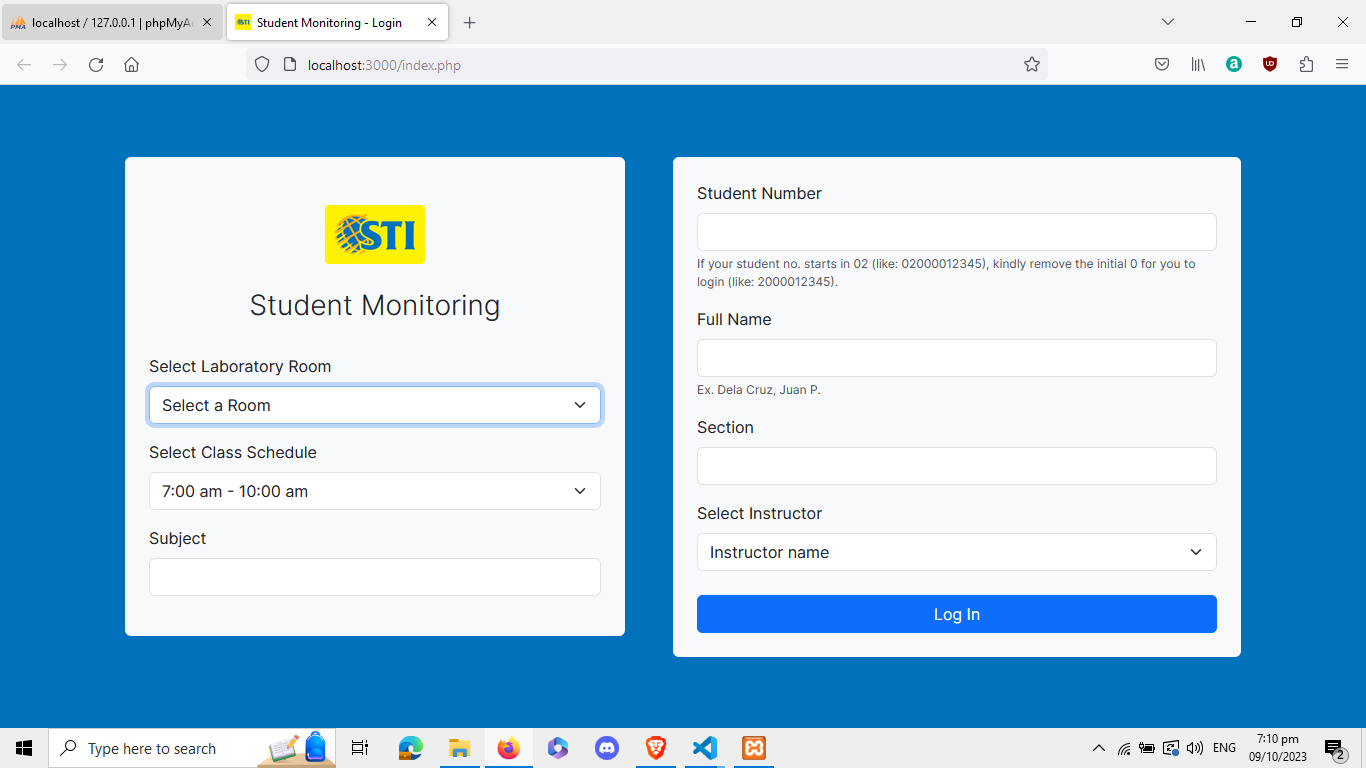 localhost / 127.0.0.1 | phpMyA
Student Monitoring - Login
localhost:3000/index.php
STI
Student Monitoring
Select Laboratory Room
Select a Room
Select Class Schedule
7:00 am - 10:00 am
Subject
Student Number
If your student no. starts in 02 (like: 02000012345), kindly remove the initial 0 for you to
login (like: 2000012345).
Full Name
Ex. Dela Cruz, Juan P.
Section
Select Instructor
Instructor name
Log In
Type here to search
ENG
7:10 pm
09/10/2023
2